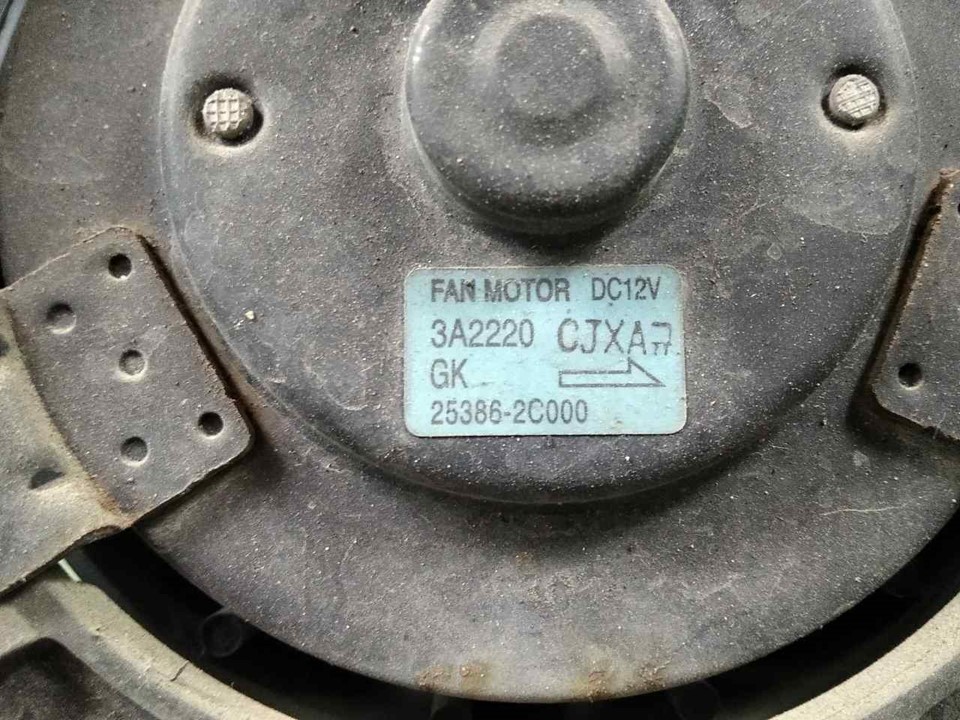 FAN MOTOR DC12V
3A2220 CJXA
GK
25386-2C000